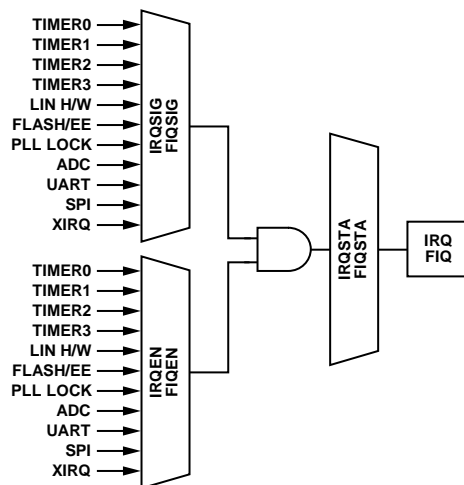 TIMER0
TIMER1
TIMER2
TIMER3
LIN H/W
FLASH/EE
PLL LOCK
ADC
UART
SPI
XIRQ
IRQSIG
FIQSIG
TIMER0
TIMER1
TIMER2
TIMER3
LIN H/W
FLASH/EE
PLL LOCK
ADC
UART
SPI
XIRQ
IRQEN
FIQEN
IRQSTA
FIQSTA
IRQ
FIQ